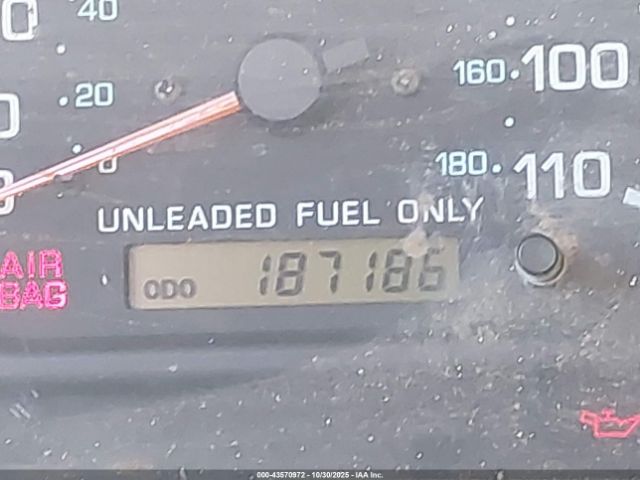 40
20
0
160
100
180
110
UNLEADED FUEL ONLY
ODO 187186
AIR
BAG
000-43570972 - 10/30/2025 - IAA Inc.